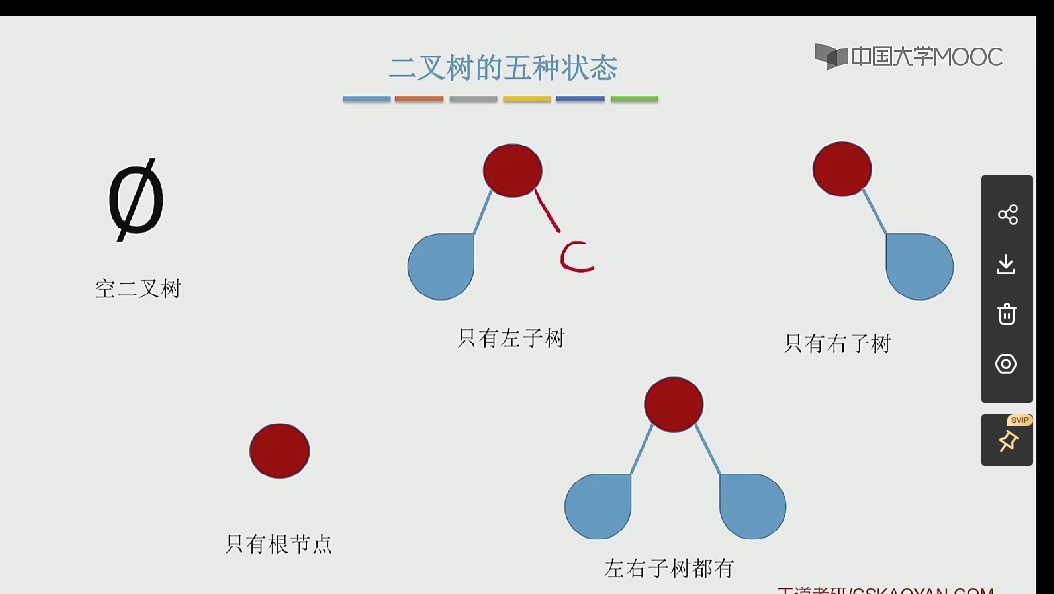 二叉树的五种状态
中国大学MOOC
∅
空二叉树
C
只有左子树
只有右子树
只有根节点
左右子树都有
SVIP
王道考研/CSKAOYAN.COM